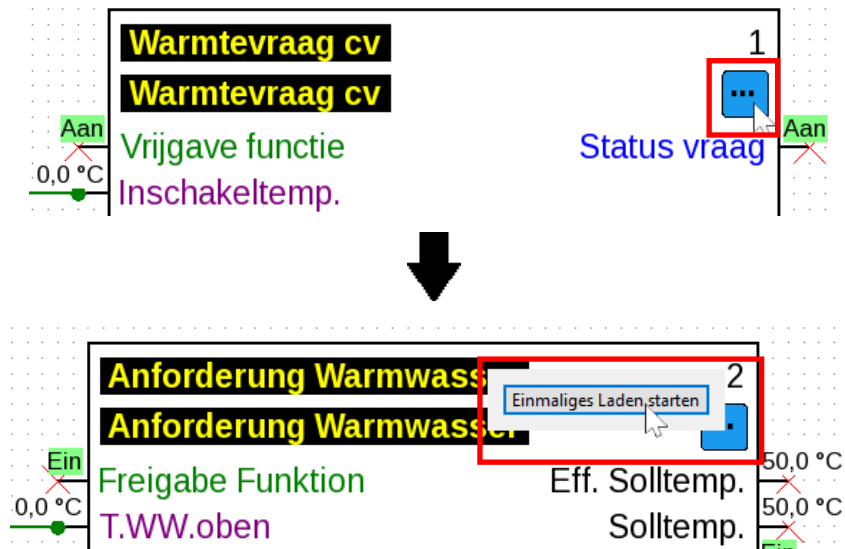 Warmtevraag cv 1
Warmtevraag cv ...
Aan Aan
Vrijgave functie Status vraag
0,0 °C
Inschakeltemp.
Anforderung Warmwass 2
Einmaliges Laden starten
Anforderung Warmwasser
Ein 50,0 °C
Freigabe Funktion Eff. Solltemp.
0,0 °C 50,0 °C
T.WW.oben Solltemp.
Ein